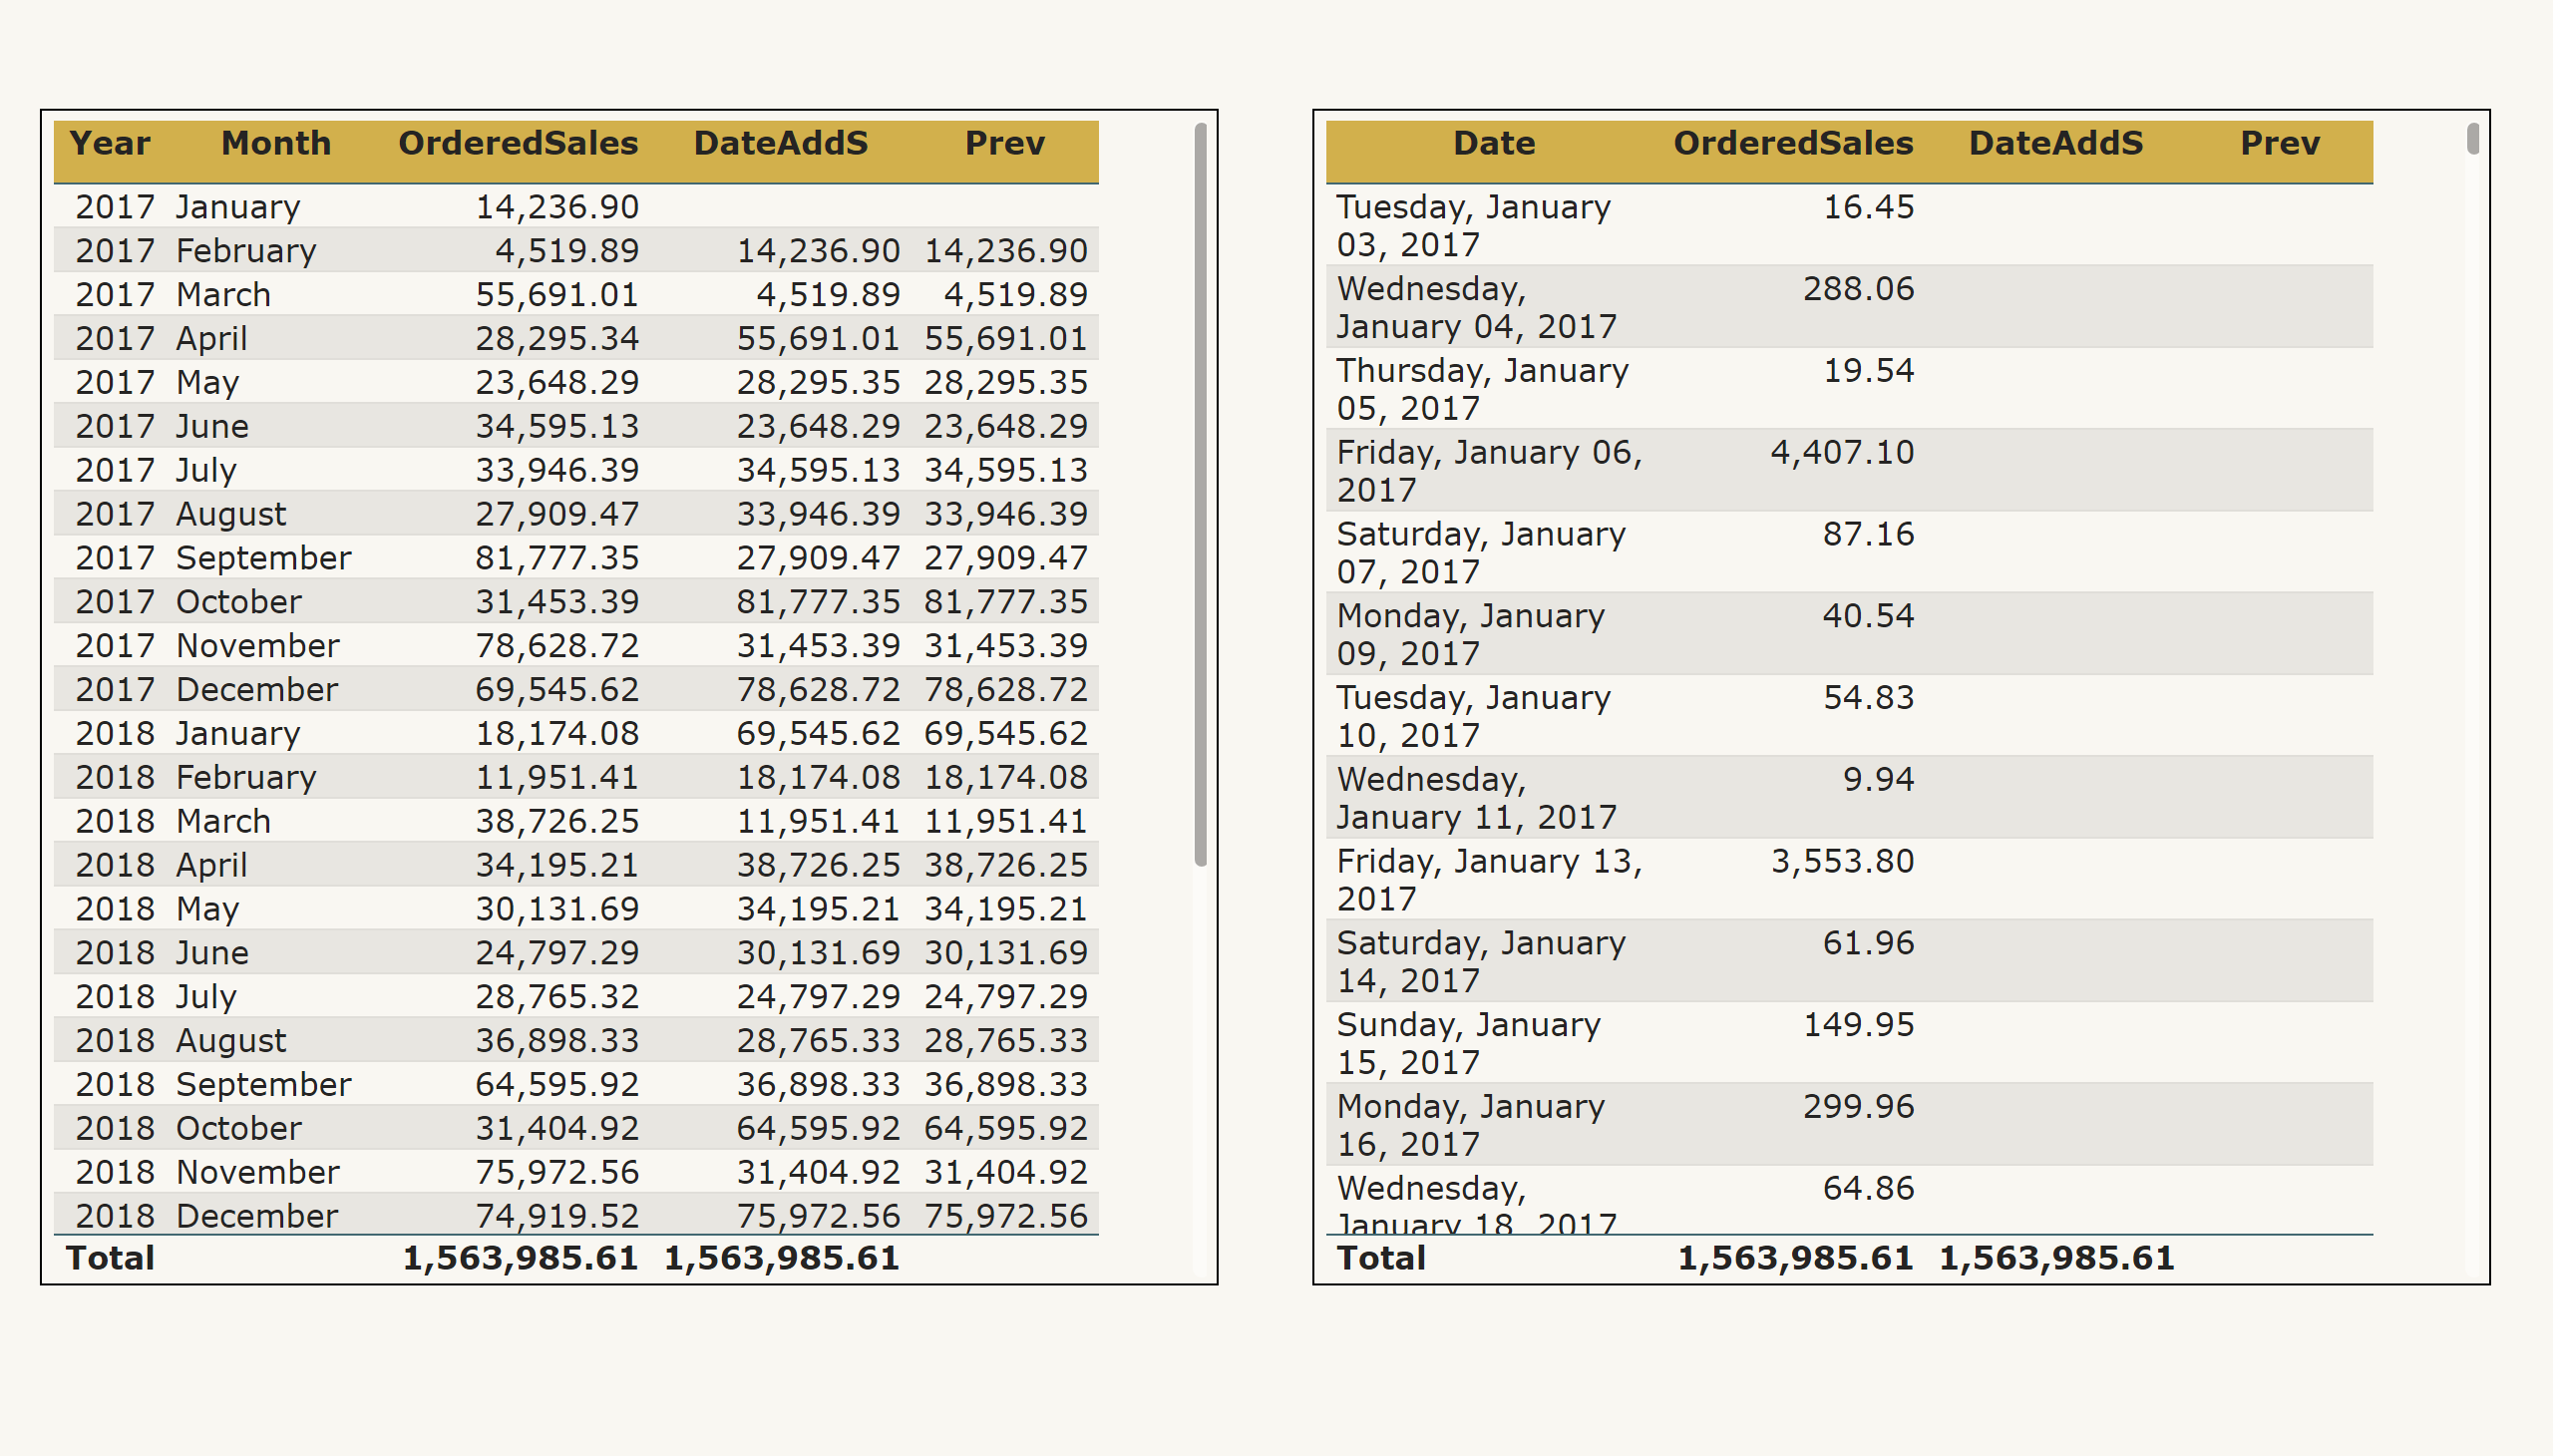 Year Month OrderedSales DateAddS Prev
2017 January 14,236.90
2017 February 4,519.89 14,236.90 14,236.90
2017 March 55,691.01 4,519.89 4,519.89
2017 April 28,295.34 55,691.01 55,691.01
2017 May 23,648.29 28,295.35 28,295.35
2017 June 34,595.13 23,648.29 23,648.29
2017 July 33,946.39 34,595.13 34,595.13
2017 August 27,909.47 33,946.39 33,946.39
2017 September 81,777.35 27,909.47 27,909.47
2017 October 31,453.39 81,777.35 81,777.35
2017 November 78,628.72 31,453.39 31,453.39
2017 December 69,545.62 78,628.72 78,628.72
2018 January 18,174.08 69,545.62 69,545.62
2018 February 11,951.41 18,174.08 18,174.08
2018 March 38,726.25 11,951.41 11,951.41
2018 April 34,195.21 38,726.25 38,726.25
2018 May 30,131.69 34,195.21 34,195.21
2018 June 24,797.29 30,131.69 30,131.69
2018 July 28,765.32 24,797.29 24,797.29
2018 August 36,898.33 28,765.33 28,765.33
2018 September 64,595.92 36,898.33 36,898.33
2018 October 31,404.92 64,595.92 64,595.92
2018 November 75,972.56 31,404.92 31,404.92
2018 December 74,919.52 75,972.56 75,972.56
Total 1,563,985.61 1,563,985.61
Date OrderedSales DateAddS Prev
Tuesday, January 16.45
03, 2017
Wednesday, 288.06
January 04, 2017
Thursday, January 19.54
05, 2017
Friday, January 06, 4,407.10
2017
Saturday, January 87.16
07, 2017
Monday, January 40.54
09, 2017
Tuesday, January 54.83
10, 2017
Wednesday, 9.94
January 11, 2017
Friday, January 13, 3,553.80
2017
Saturday, January 61.96
14, 2017
Sunday, January 149.95
15, 2017
Monday, January 299.96
16, 2017
Wednesday, 64.86
January 18, 2017
Total 1,563,985.61 1,563,985.61